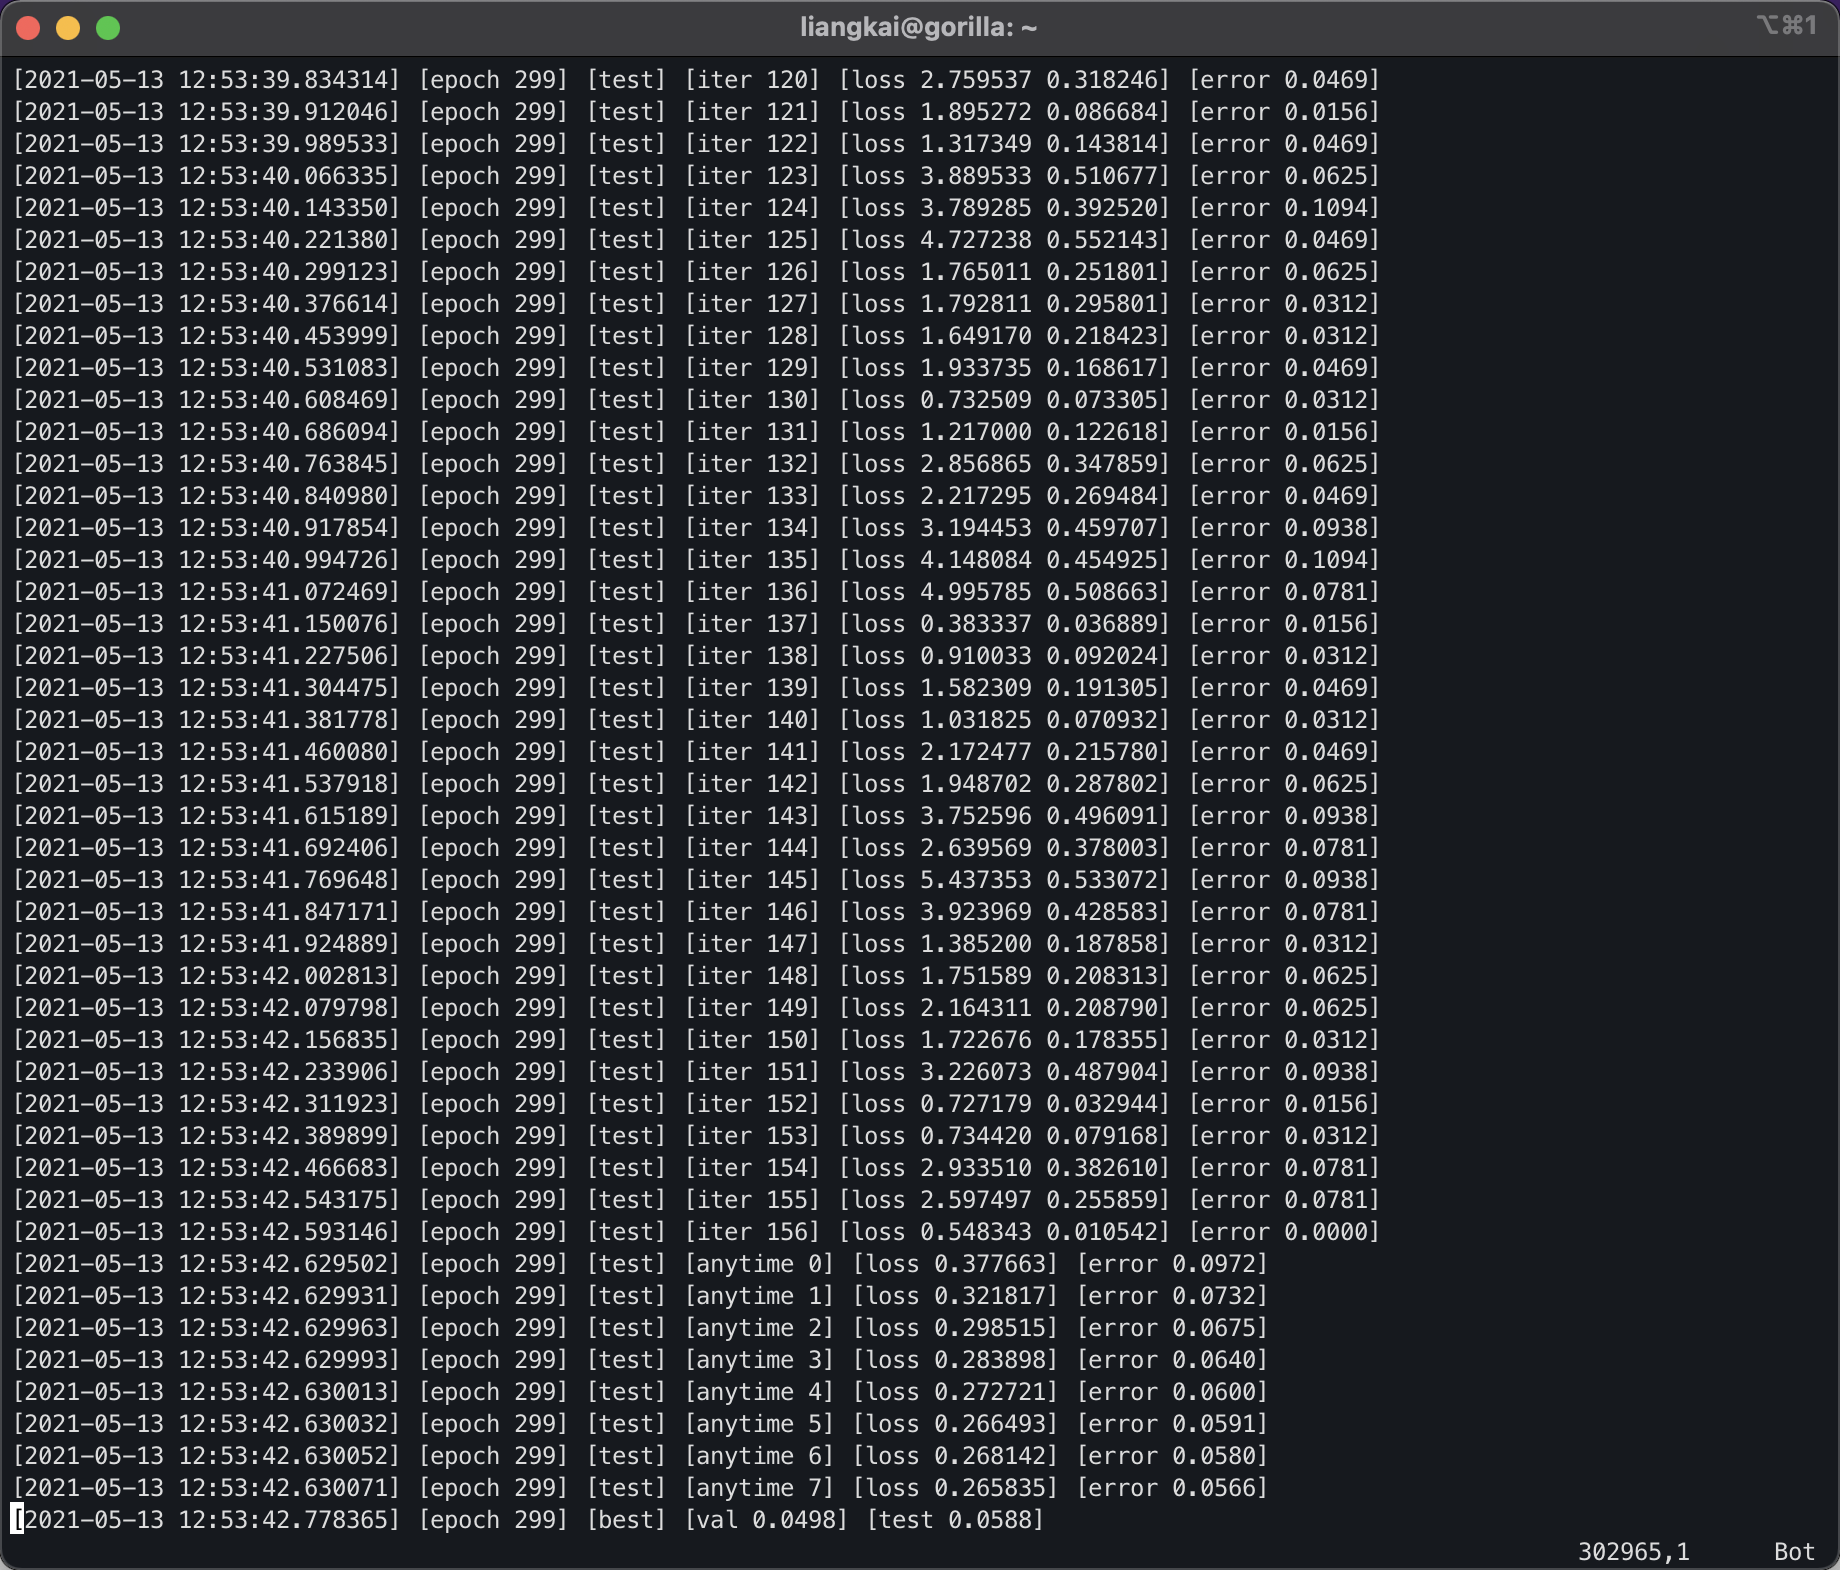 liangkai@gorilla: ~
⌥⌘1
[2021-05-13 12:53:39.834314] [epoch 299] [test] [iter 120] [loss 2.759537 0.318246] [error 0.0469]
[2021-05-13 12:53:39.912046] [epoch 299] [test] [iter 121] [loss 1.895272 0.086684] [error 0.0156]
[2021-05-13 12:53:39.989533] [epoch 299] [test] [iter 122] [loss 1.317349 0.143814] [error 0.0469]
[2021-05-13 12:53:40.066335] [epoch 299] [test] [iter 123] [loss 3.889533 0.510677] [error 0.0625]
[2021-05-13 12:53:40.143350] [epoch 299] [test] [iter 124] [loss 3.789285 0.392520] [error 0.1094]
[2021-05-13 12:53:40.221380] [epoch 299] [test] [iter 125] [loss 4.727238 0.552143] [error 0.0469]
[2021-05-13 12:53:40.299123] [epoch 299] [test] [iter 126] [loss 1.765011 0.251801] [error 0.0625]
[2021-05-13 12:53:40.376614] [epoch 299] [test] [iter 127] [loss 1.792811 0.295801] [error 0.0312]
[2021-05-13 12:53:40.453999] [epoch 299] [test] [iter 128] [loss 1.649170 0.218423] [error 0.0312]
[2021-05-13 12:53:40.531083] [epoch 299] [test] [iter 129] [loss 1.933735 0.168617] [error 0.0469]
[2021-05-13 12:53:40.608469] [epoch 299] [test] [iter 130] [loss 0.732509 0.073305] [error 0.0312]
[2021-05-13 12:53:40.686094] [epoch 299] [test] [iter 131] [loss 1.217000 0.122618] [error 0.0156]
[2021-05-13 12:53:40.763845] [epoch 299] [test] [iter 132] [loss 2.856865 0.347859] [error 0.0625]
[2021-05-13 12:53:40.840980] [epoch 299] [test] [iter 133] [loss 2.217295 0.269484] [error 0.0469]
[2021-05-13 12:53:40.917854] [epoch 299] [test] [iter 134] [loss 3.194453 0.459707] [error 0.0938]
[2021-05-13 12:53:40.994726] [epoch 299] [test] [iter 135] [loss 4.148084 0.454925] [error 0.1094]
[2021-05-13 12:53:41.072469] [epoch 299] [test] [iter 136] [loss 4.995785 0.508663] [error 0.0781]
[2021-05-13 12:53:41.150076] [epoch 299] [test] [iter 137] [loss 0.383337 0.036889] [error 0.0156]
[2021-05-13 12:53:41.227506] [epoch 299] [test] [iter 138] [loss 0.910033 0.092024] [error 0.0312]
[2021-05-13 12:53:41.304475] [epoch 299] [test] [iter 139] [loss 1.582309 0.191305] [error 0.0469]
[2021-05-13 12:53:41.381778] [epoch 299] [test] [iter 140] [loss 1.031825 0.070932] [error 0.0312]
[2021-05-13 12:53:41.460080] [epoch 299] [test] [iter 141] [loss 2.172477 0.215780] [error 0.0469]
[2021-05-13 12:53:41.537918] [epoch 299] [test] [iter 142] [loss 1.948702 0.287802] [error 0.0625]
[2021-05-13 12:53:41.615189] [epoch 299] [test] [iter 143] [loss 3.752596 0.496091] [error 0.0938]
[2021-05-13 12:53:41.692406] [epoch 299] [test] [iter 144] [loss 2.639569 0.378003] [error 0.0781]
[2021-05-13 12:53:41.769648] [epoch 299] [test] [iter 145] [loss 5.437353 0.533072] [error 0.0938]
[2021-05-13 12:53:41.847171] [epoch 299] [test] [iter 146] [loss 3.923969 0.428583] [error 0.0781]
[2021-05-13 12:53:41.924889] [epoch 299] [test] [iter 147] [loss 1.385200 0.187858] [error 0.0312]
[2021-05-13 12:53:42.002813] [epoch 299] [test] [iter 148] [loss 1.751589 0.208313] [error 0.0625]
[2021-05-13 12:53:42.079798] [epoch 299] [test] [iter 149] [loss 2.164311 0.208790] [error 0.0625]
[2021-05-13 12:53:42.156835] [epoch 299] [test] [iter 150] [loss 1.722676 0.178355] [error 0.0312]
[2021-05-13 12:53:42.233906] [epoch 299] [test] [iter 151] [loss 3.226073 0.487904] [error 0.0938]
[2021-05-13 12:53:42.311923] [epoch 299] [test] [iter 152] [loss 0.727179 0.032944] [error 0.0156]
[2021-05-13 12:53:42.389899] [epoch 299] [test] [iter 153] [loss 0.734420 0.079168] [error 0.0312]
[2021-05-13 12:53:42.466683] [epoch 299] [test] [iter 154] [loss 2.933510 0.382610] [error 0.0781]
[2021-05-13 12:53:42.543175] [epoch 299] [test] [iter 155] [loss 2.597497 0.255859] [error 0.0781]
[2021-05-13 12:53:42.593146] [epoch 299] [test] [iter 156] [loss 0.548343 0.010542] [error 0.0000]
[2021-05-13 12:53:42.629502] [epoch 299] [test] [anytime 0] [loss 0.377663] [error 0.0972]
[2021-05-13 12:53:42.629931] [epoch 299] [test] [anytime 1] [loss 0.321817] [error 0.0732]
[2021-05-13 12:53:42.629963] [epoch 299] [test] [anytime 2] [loss 0.298515] [error 0.0675]
[2021-05-13 12:53:42.629993] [epoch 299] [test] [anytime 3] [loss 0.283898] [error 0.0640]
[2021-05-13 12:53:42.630013] [epoch 299] [test] [anytime 4] [loss 0.272721] [error 0.0600]
[2021-05-13 12:53:42.630032] [epoch 299] [test] [anytime 5] [loss 0.266493] [error 0.0591]
[2021-05-13 12:53:42.630052] [epoch 299] [test] [anytime 6] [loss 0.268142] [error 0.0580]
[2021-05-13 12:53:42.630071] [epoch 299] [test] [anytime 7] [loss 0.265835] [error 0.0566]
[2021-05-13 12:53:42.778365] [epoch 299] [best] [val 0.0498] [test 0.0588]
302965,1 Bot